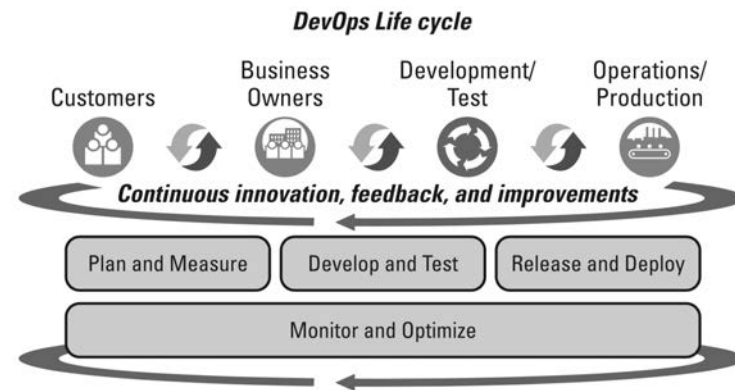 DevOps Life cycle
Customers
Business
Owners
Development/
Test
Operations/
Production
Continuous innovation, feedback, and improvements
Plan and Measure
Develop and Test
Release and Deploy
Monitor and Optimize